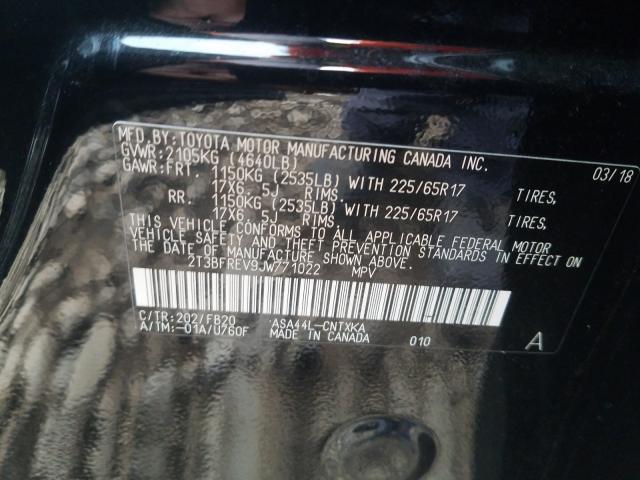 MFD.BY:TOYOTA MOTOR MANUFACTURING CANADA INC. 03/18
GVWR:2105KG (4640LB)
GAWR:FRT. 1150KG (2535LB) WITH 225/65R17 TIRES,
17X6.5J RIMS.
RR. 1150KG (2535LB) WITH 225/65R17 TIRES,
17X6.5J RIMS.
THIS VEHICLE CONFORMS TO ALL APPLICABLE FEDERAL MOTOR
VEHICLE SAFETY AND THEFT PREVENTION STANDARDS IN EFFECT ON
THE DATE OF MANUFACTURE SHOWN ABOVE.
2T3BFREV9JW771022 MPV
C/TR:202/FB20 ASA44L-CNTXKA
A/TM:-01A/U760F MADE IN CANADA 010 A